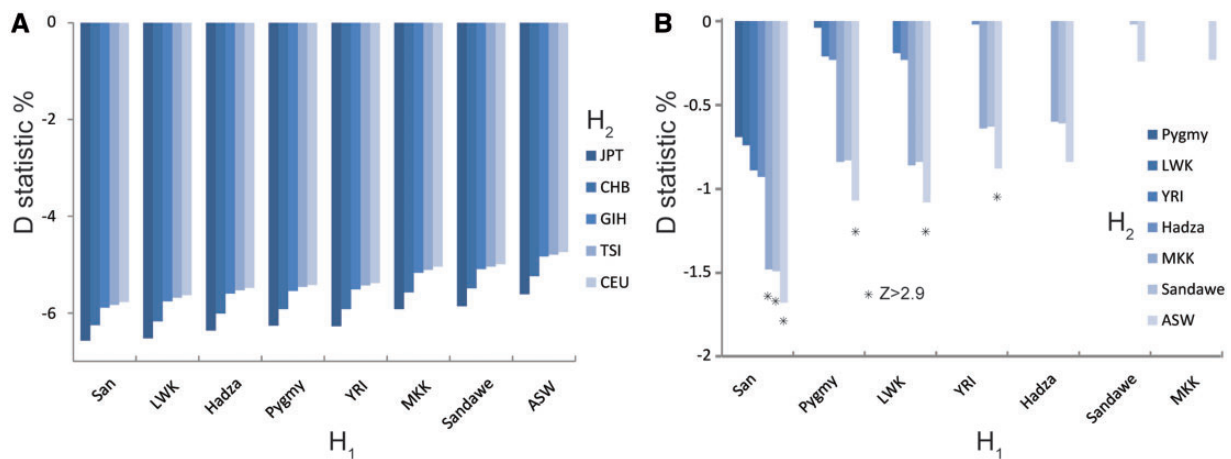 A
D statistic %
0
-2
-4
-6
San
LWK
Hadza
Pygmy
YRI
MKK
Sandawe
ASW
H1
H2
JPT
CHB
GIH
TSI
CEU
B
D statistic %
0
-0.5
-1
-1.5
-2
* * * * * *
* Z>2.9
San
Pygmy
LWK
YRI
Hadza
Sandawe
MKK
H1
H2
Pygmy
LWK
YRI
Hadza
MKK
Sandawe
ASW